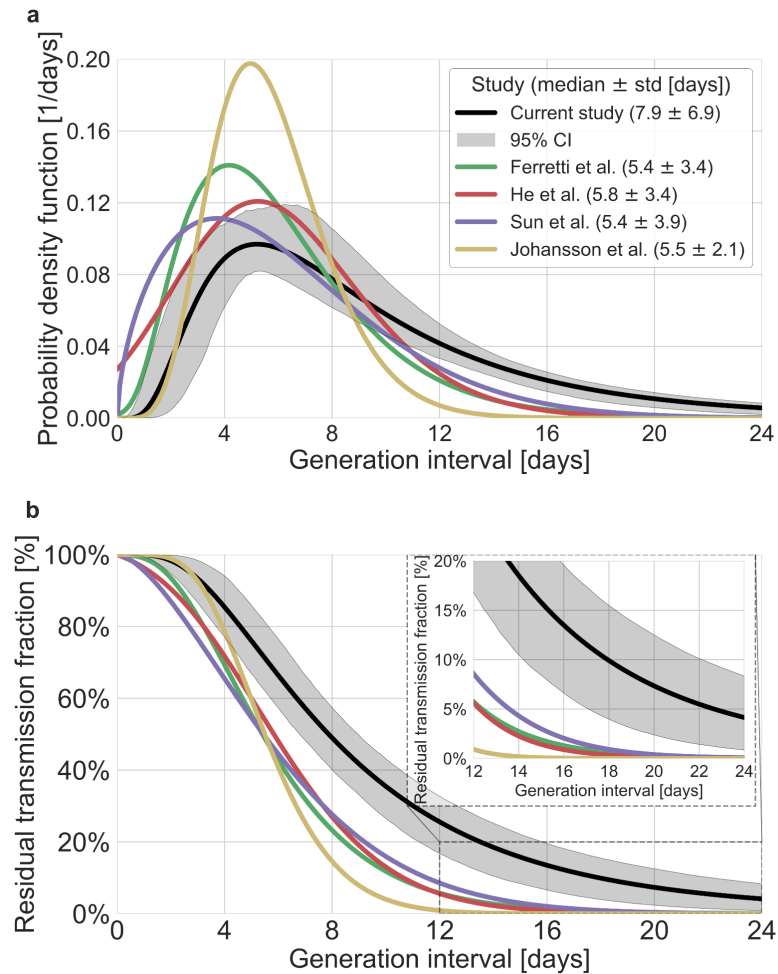 a
Probability density function [1/days]
0.20
0.16
0.12
0.08
0.04
0.00
Study (median ± std [days])
Current study (7.9 ± 6.9)
95% CI
Ferretti et al. (5.4 ± 3.4)
He et al. (5.8 ± 3.4)
Sun et al. (5.4 ± 3.9)
Johansson et al. (5.5 ± 2.1)
0 4 8 12 16 20 24
Generation interval [days]
b
Residual transmission fraction [%]
100%
80%
60%
40%
20%
0%
Residual transmission fraction [%]
20%
15%
10%
5%
0%
12 14 16 18 20 22 24
Generation interval [days]
0 4 8 12 16 20 24
Generation interval [days]